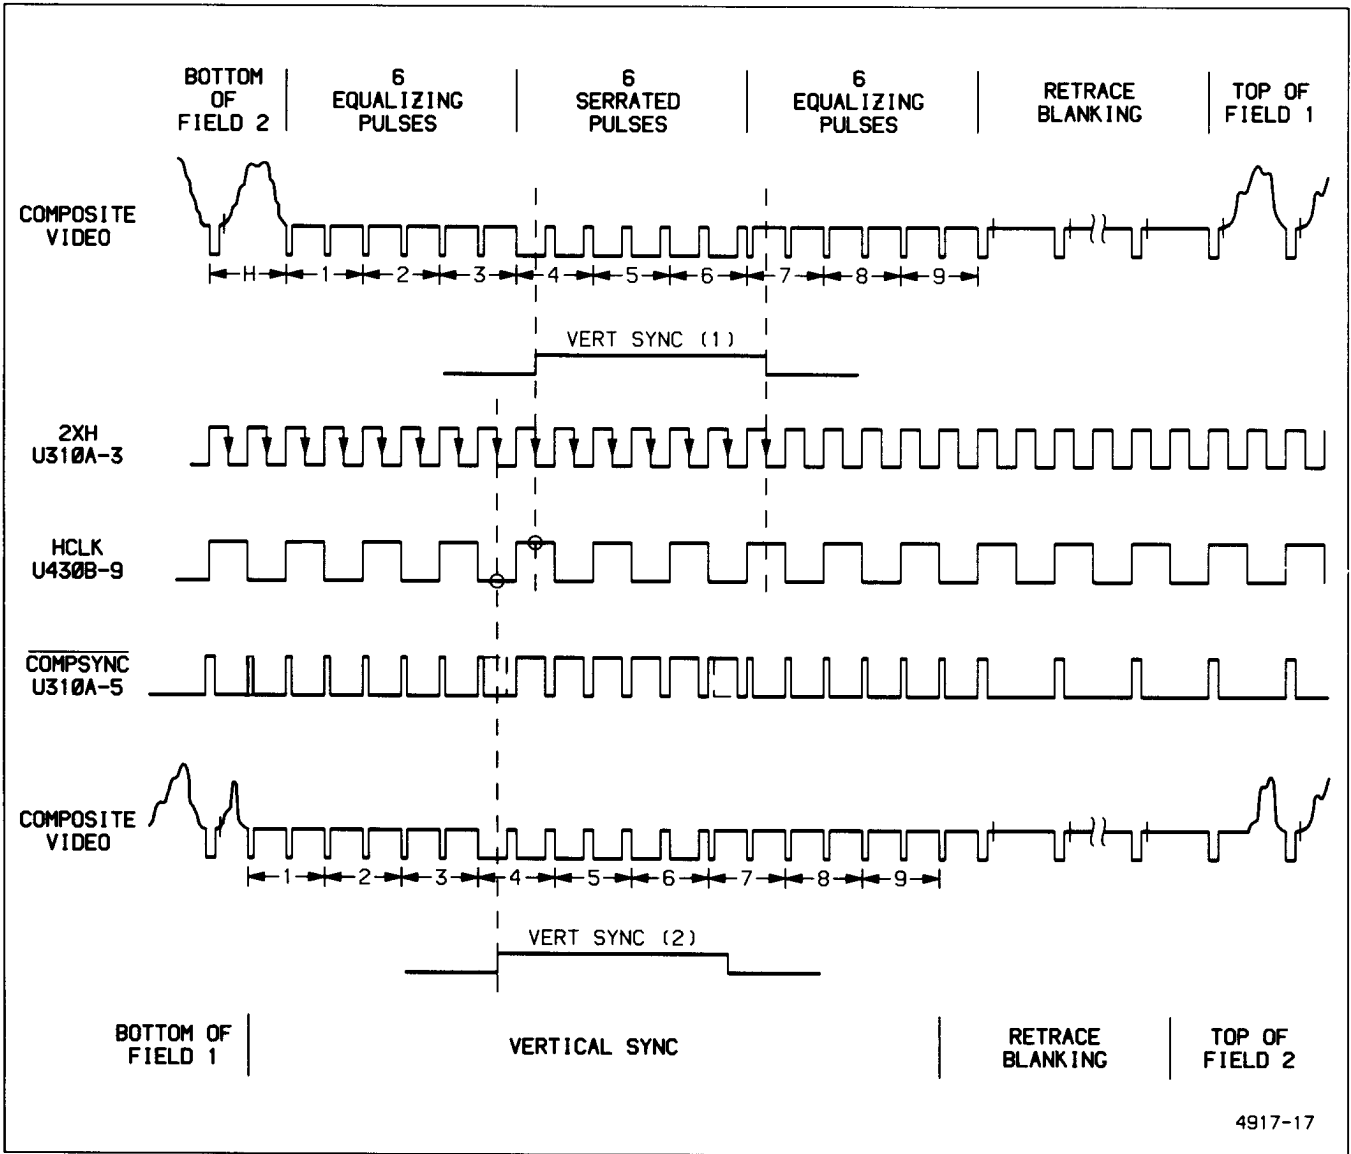 BOTTOM
OF
FIELD 2
6
EQUALIZING
PULSES
6
SERRATED
PULSES
6
EQUALIZING
PULSES
RETRACE
BLANKING
TOP OF
FIELD 1
COMPOSITE
VIDEO
H 1 2 3 4 5 6 7 8 9
VERT SYNC (1)
2XH
U310A-3
HCLK
U430B-9
COMPSYNC
U310A-5
COMPOSITE
VIDEO
1 2 3 4 5 6 7 8 9
VERT SYNC (2)
BOTTOM OF
FIELD 1
VERTICAL SYNC
RETRACE
BLANKING
TOP OF
FIELD 2
4917-17